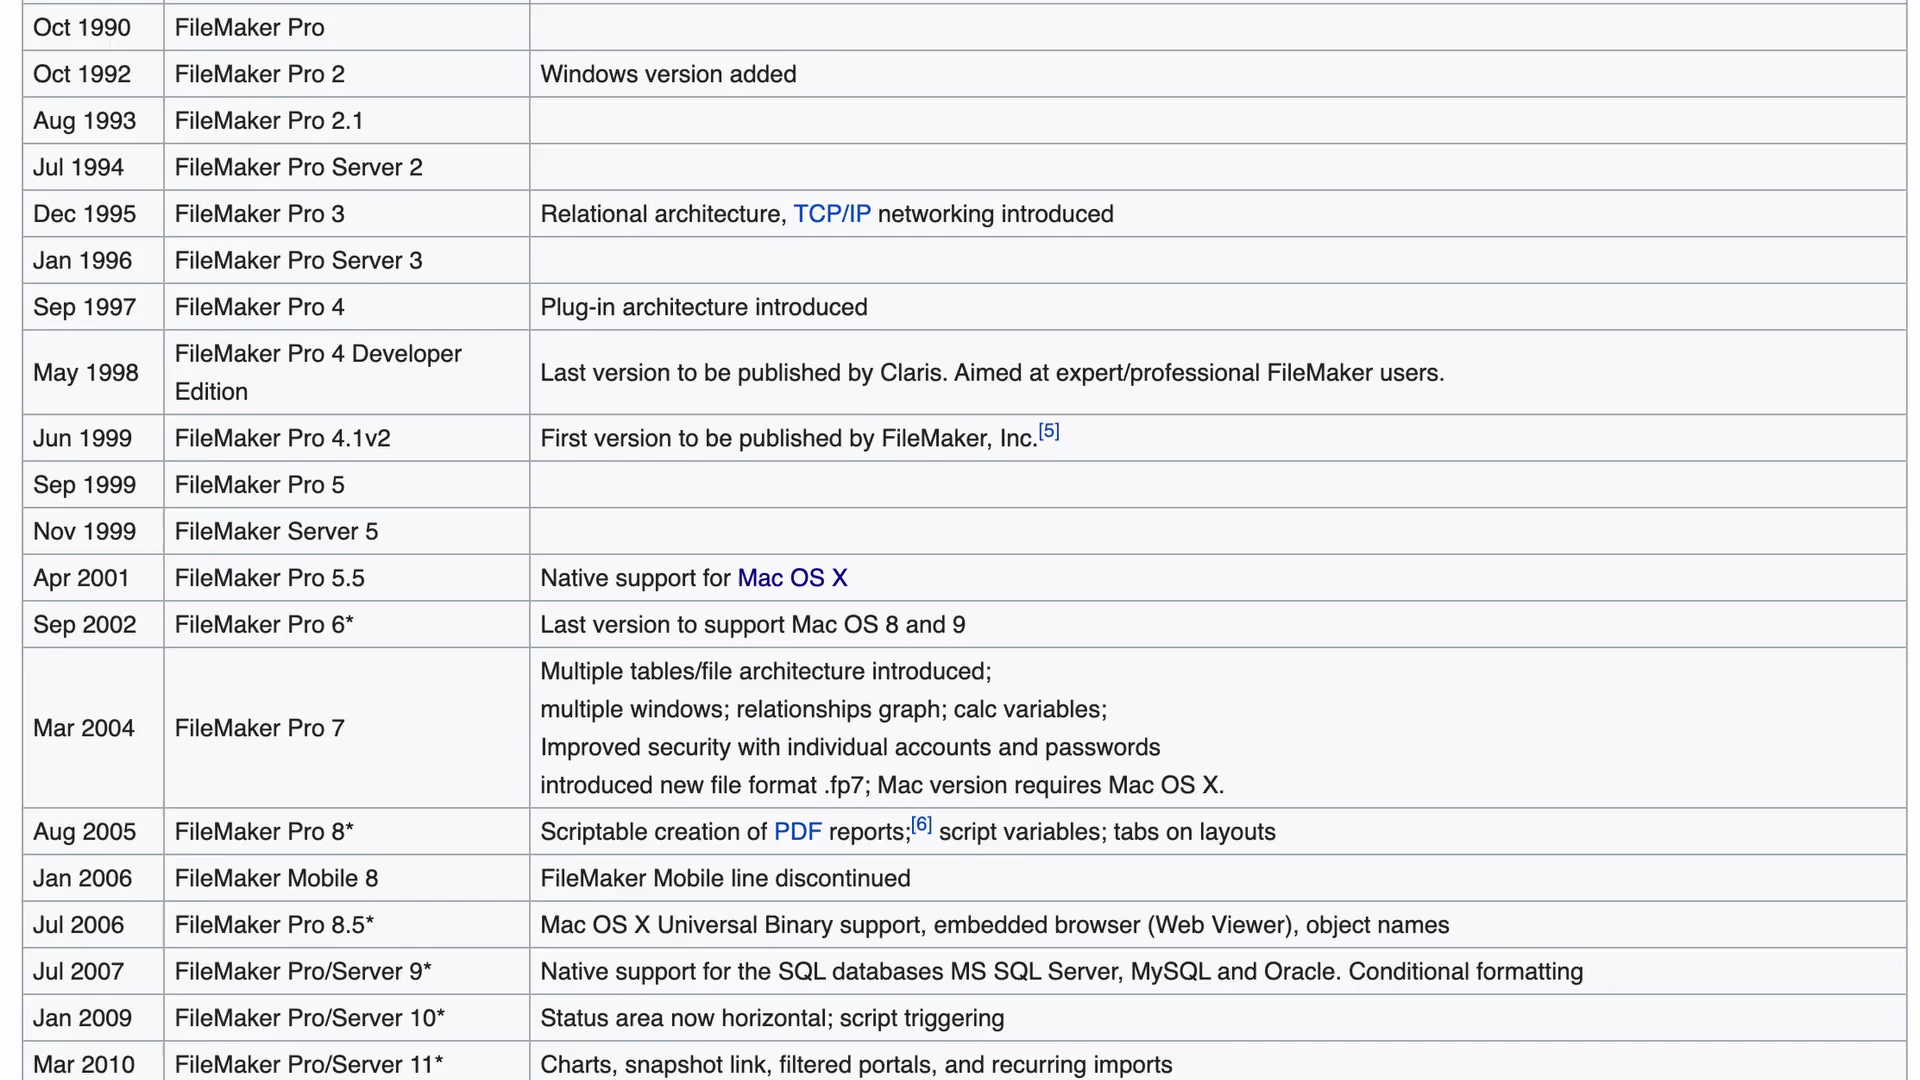 Oct 1990 FileMaker Pro
Oct 1992 FileMaker Pro 2 Windows version added
Aug 1993 FileMaker Pro 2.1
Jul 1994 FileMaker Pro Server 2
Dec 1995 FileMaker Pro 3 Relational architecture, TCP/IP networking introduced
Jan 1996 FileMaker Pro Server 3
Sep 1997 FileMaker Pro 4 Plug-in architecture introduced
May 1998 FileMaker Pro 4 Developer
Edition Last version to be published by Claris. Aimed at expert/professional FileMaker users.
Jun 1999 FileMaker Pro 4.1v2 First version to be published by FileMaker, Inc.[5]
Sep 1999 FileMaker Pro 5
Nov 1999 FileMaker Server 5
Apr 2001 FileMaker Pro 5.5 Native support for Mac OS X
Sep 2002 FileMaker Pro 6* Last version to support Mac OS 8 and 9
Mar 2004 FileMaker Pro 7 Multiple tables/file architecture introduced;
multiple windows; relationships graph; calc variables;
Improved security with individual accounts and passwords
introduced new file format .fp7; Mac version requires Mac OS X.
Aug 2005 FileMaker Pro 8* Scriptable creation of PDF reports;[6] script variables; tabs on layouts
Jan 2006 FileMaker Mobile 8 FileMaker Mobile line discontinued
Jul 2006 FileMaker Pro 8.5* Mac OS X Universal Binary support, embedded browser (Web Viewer), object names
Jul 2007 FileMaker Pro/Server 9* Native support for the SQL databases MS SQL Server, MySQL and Oracle. Conditional formatting
Jan 2009 FileMaker Pro/Server 10* Status area now horizontal; script triggering
Mar 2010 FileMaker Pro/Server 11* Charts, snapshot link, filtered portals, and recurring imports